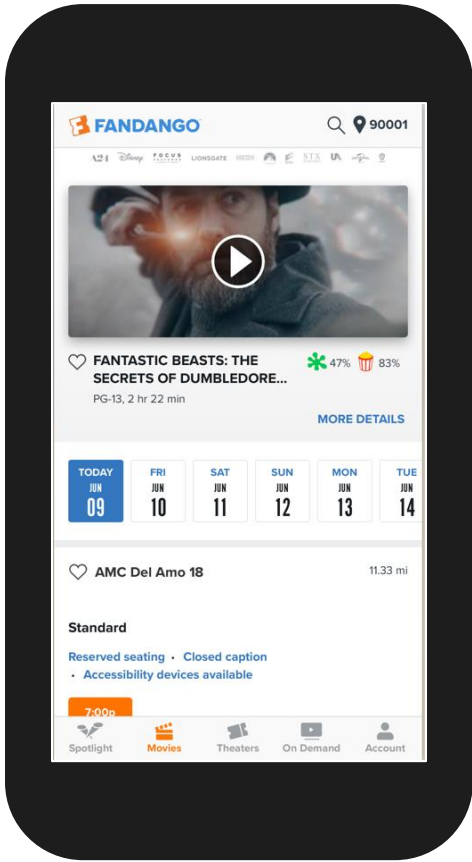 FANDANGO
90001
A24 Disney FOCUS FEATURES LIONSGATE STX UA
FANTASTIC BEASTS: THE
SECRETS OF DUMBLEDORE...
47% 83%
PG-13, 2 hr 22 min
MORE DETAILS
TODAY FRI SAT SUN MON TUE
JUN JUN JUN JUN JUN JUN
09 10 11 12 13 14
AMC Del Amo 18
11.33 mi
Standard
Reserved seating • Closed caption
• Accessibility devices available
7:00p
Spotlight Movies Theaters On Demand Account